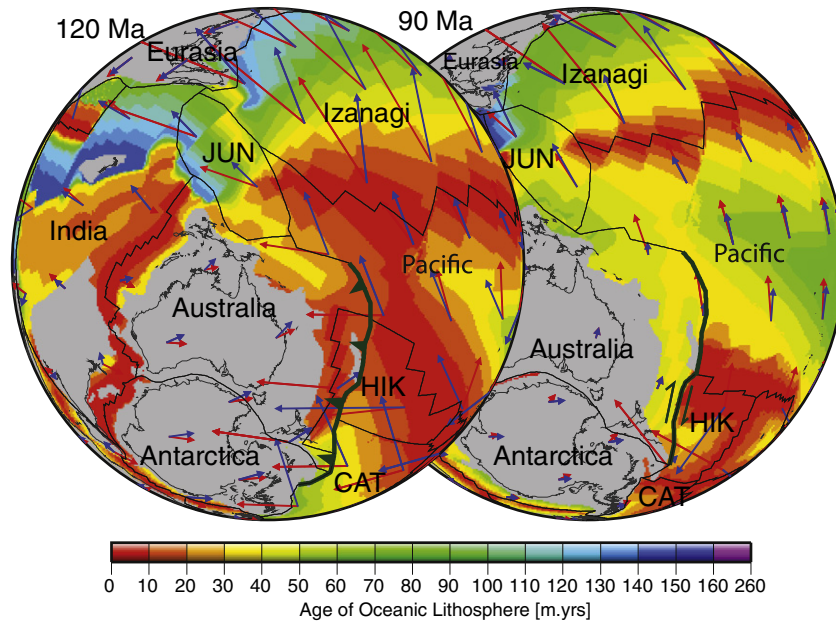 120 Ma
Eurasia
Izanagi
JUN
India
Pacific
Australia
HIK
Antarctica
CAT
90 Ma
Eurasia
Izanagi
JUN
Pacific
Australia
HIK
Antarctica
CAT
0 10 20 30 40 50 60 70 80 90 100 110 120 130 140 150 160 260
Age of Oceanic Lithosphere [m.yrs]